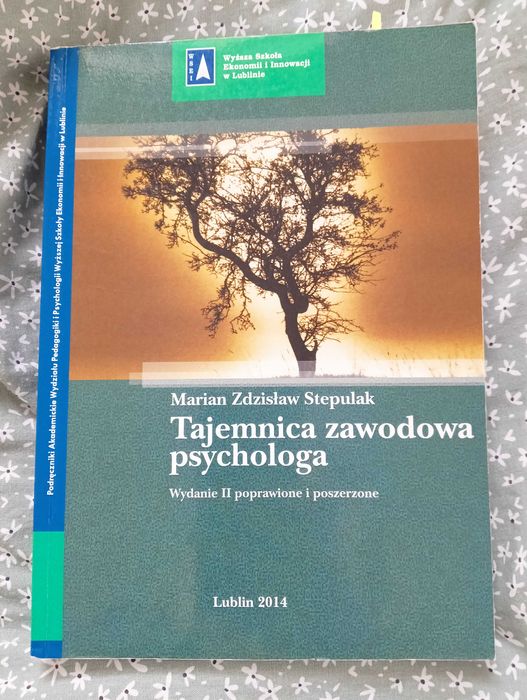 WSEI
Wyższa Szkoła
Ekonomii i Innowacji
w Lublinie
Podręczniki Akademickie Wydziału Pedagogiki i Psychologii Wyższej Szkoły Ekonomii i Innowacji w Lublinie
Marian Zdzisław Stepulak
Tajemnica zawodowa
psychologa
Wydanie II poprawione i poszerzone
Lublin 2014